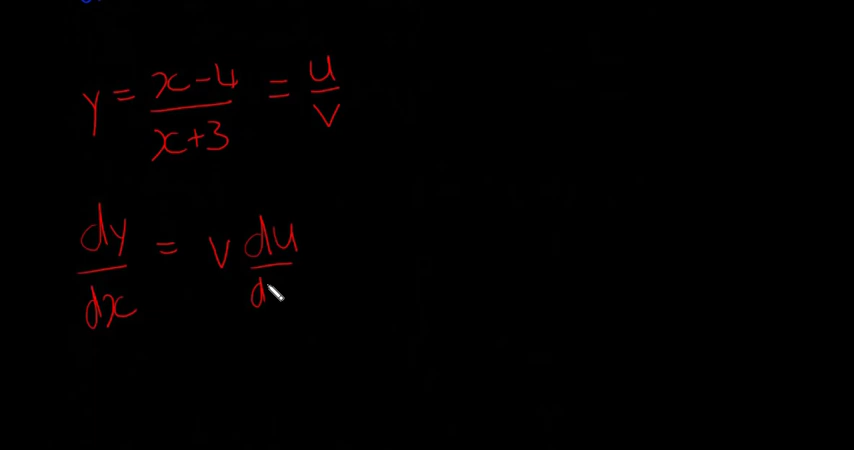 y = x-4/x+3 = u/v
dy/dx = v du/d